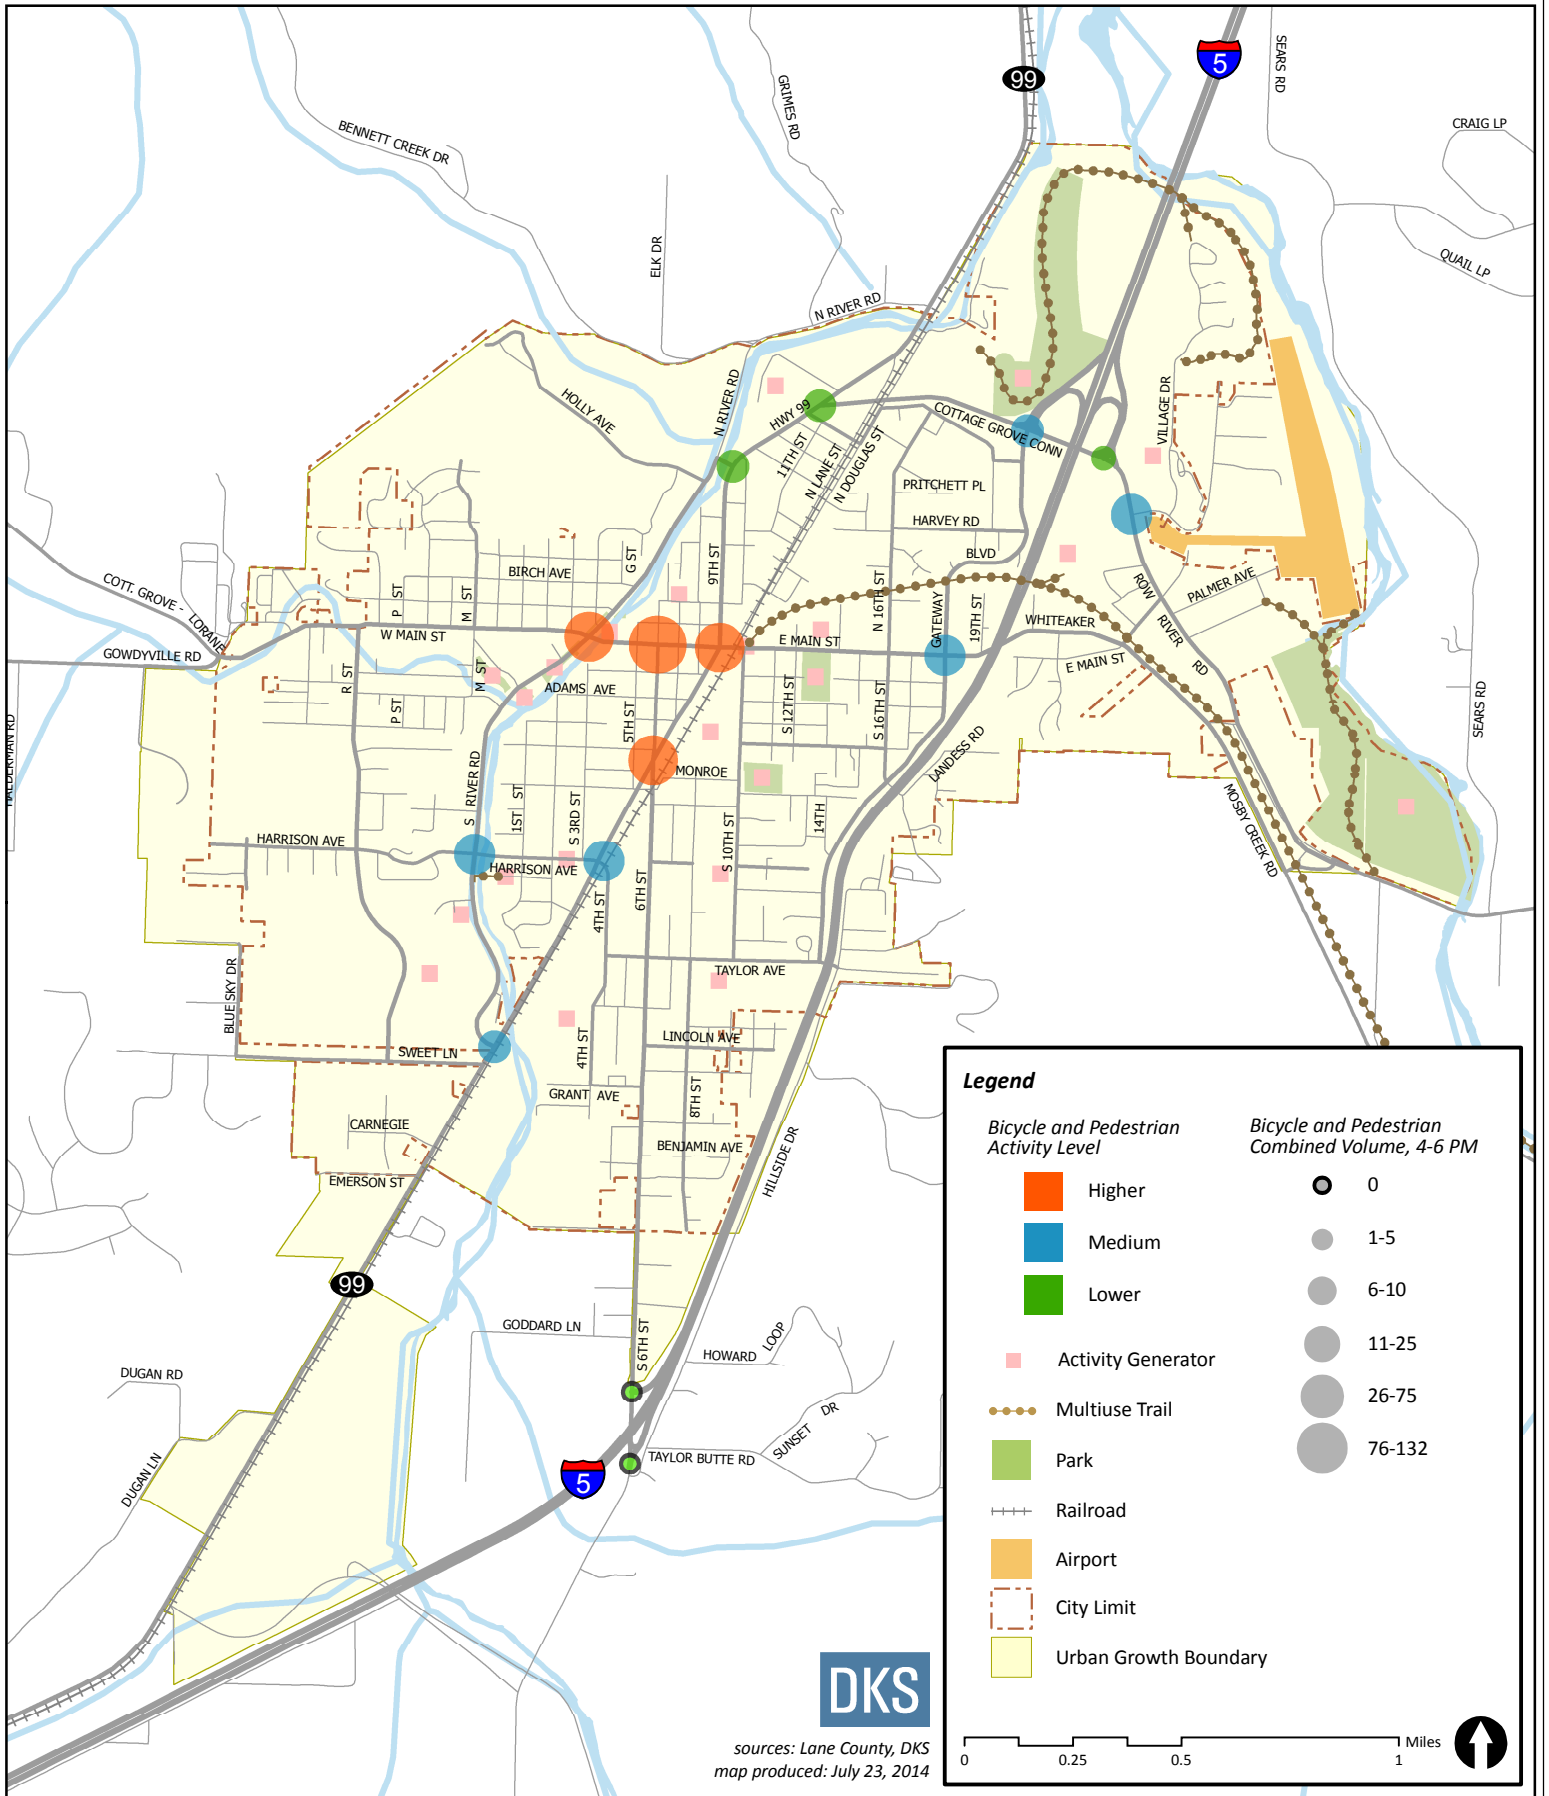 99
5
SEARS RD
CRAIG LP
GRIMES RD
BENNETT CREEK DR
QUAIL LP
ELK DR
N RIVER RD
N RIVER RD
HOLLY AVE
HWY 99
COTTAGE GROVE CONN
VILLAGE DR
11TH ST
N LANE ST
N DOUGLAS ST
PRITCHETT PL
HARVEY RD
BLVD
G ST
9TH ST
BIRCH AVE
P ST
M ST
N 16TH ST
GATEWAY
19TH ST
ROW
RIVER
RD
PALMER AVE
COTT. GROVE -
LORANE
W MAIN ST
E MAIN ST
WHITEAKER
GOWDYVILLE RD
E MAIN ST
R ST
M ST
P ST
ADAMS AVE
5TH ST
S 12TH ST
S 16TH ST
SEARS RD
HALDERMAN RD
LANDESS RD
MONROE
S RIVER RD
1ST ST
S 3RD ST
14TH
MOSBY CREEK RD
HARRISON AVE
HARRISON AVE
S 10TH ST
6TH ST
4TH ST
BLUE SKY DR
TAYLOR AVE
SWEET LN
4TH ST
LINCOLN AVE
GRANT AVE
8TH ST
CARNEGIE
BENJAMIN AVE
HILLSIDE DR
EMERSON ST
99
GODDARD LN
S 6TH ST
HOWARD
LOOP
DUGAN RD
SUNSET
DR
TAYLOR BUTTE RD
DUGAN LN
5
Legend
Bicycle and Pedestrian
Activity Level
Higher
Medium
Lower
Activity Generator
Multiuse Trail
Park
Railroad
Airport
City Limit
Urban Growth Boundary
Bicycle and Pedestrian
Combined Volume, 4-6 PM
0
1-5
6-10
11-25
26-75
76-132
Miles
0 0.25 0.5 1
DKS
sources: Lane County, DKS
map produced: July 23, 2014